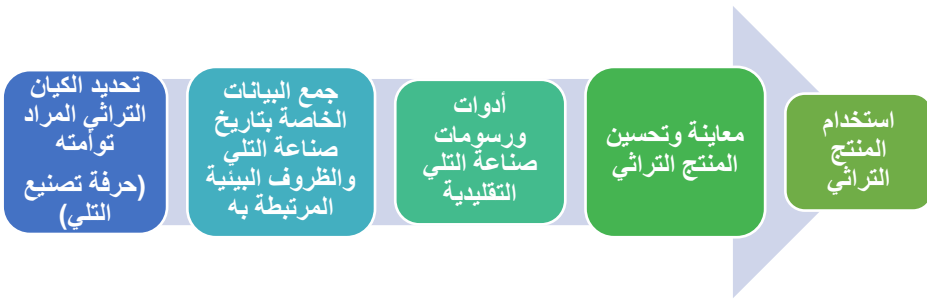 تحديد الكيان
التراثي المراد
توأمته
(حرفة تصنيع
التلي)
جمع البيانات
الخاصة بتاريخ
صناعة التلي
والظروف البيئية
المرتبطة به
أدوات
ورسومات
صناعة التلي
التقليدية
معاينة وتحسين
المنتج التراثي
استخدام
المنتج
التراثي